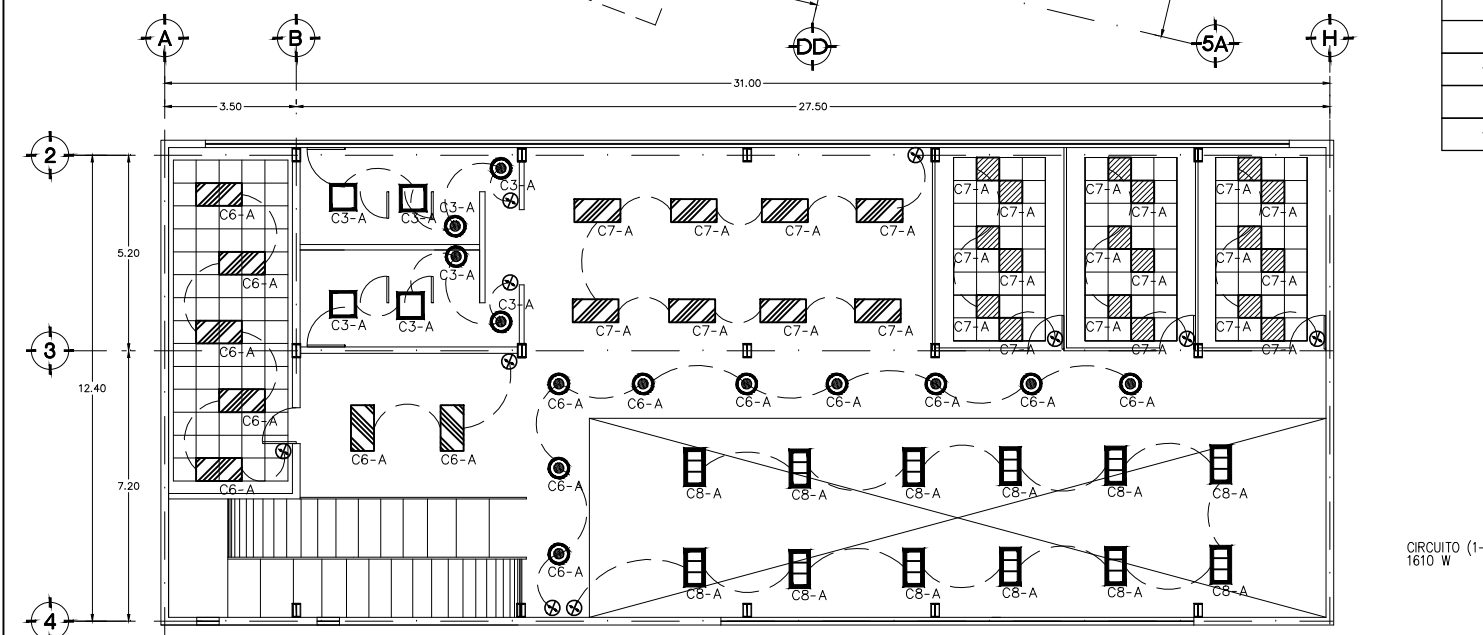 A B DD 5A H
31.00
3.50 27.50
2
C3-A
C7-A C7-A C7-A
C6-A C3-A C3-A C3-A C7-A C7-A C7-A
C7-A C7-A C7-A C7-A
5.20
C7-A C7-A C7-A
C3-A
C6-A C7-A C7-A C7-A
C3-A
C3-A C3-A C7-A C7-A C7-A
C7-A C7-A C7-A C7-A
C6-A C7-A C7-A C7-A
3
12.40
C6-A C6-A C6-A C6-A C6-A C6-A C6-A
C6-A
C6-A C6-A
C6-A
C6-A
7.20
C8-A C8-A C8-A C8-A C8-A C8-A
CIRCUITO (1-
1610 W
C6-A
C8-A C8-A C8-A C8-A C8-A C8-A
4